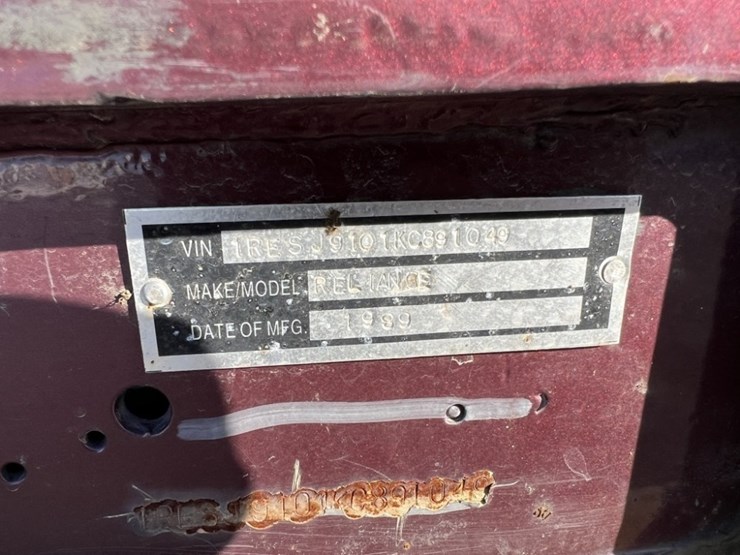 VIN 1RESJ9101KC891049
MAKE/MODEL RELIANCE
DATE OF MFG. 1989